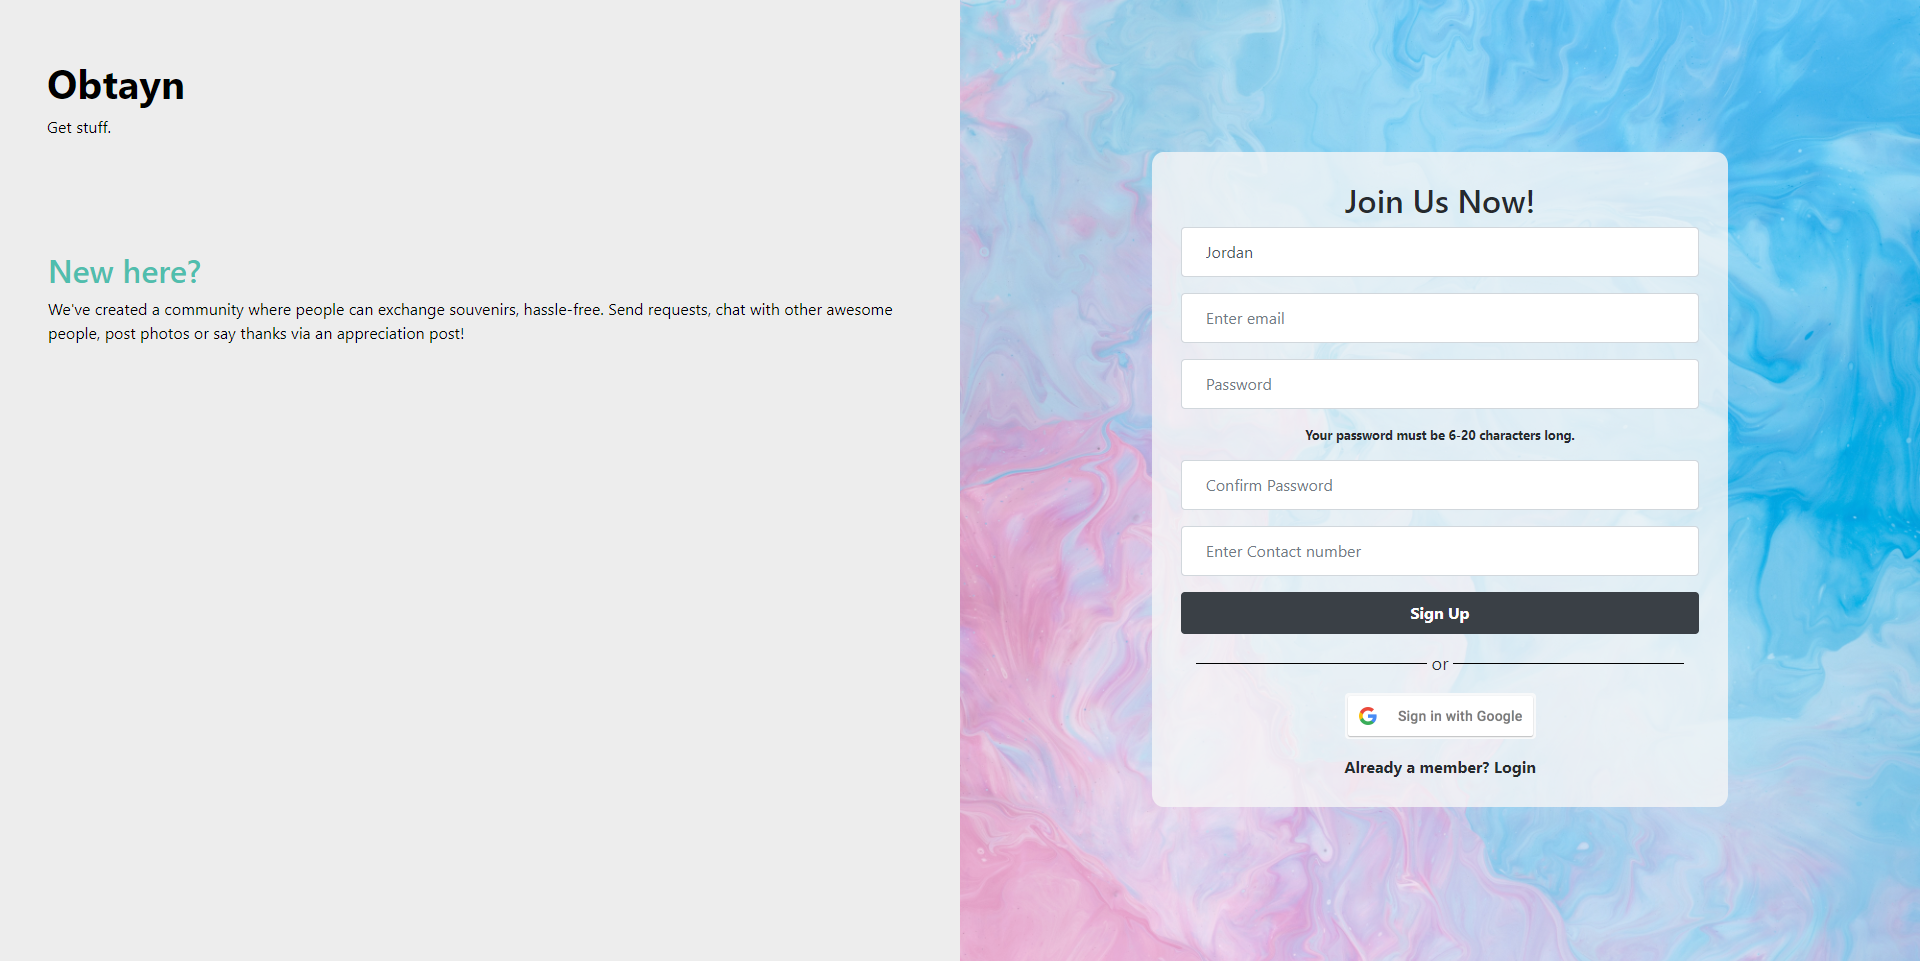 Obtayn
Get stuff.
New here?
We've created a community where people can exchange souvenirs, hassle-free. Send requests, chat with other awesome
people, post photos or say thanks via an appreciation post!
Join Us Now!
Jordan
Enter email
Password
Your password must be 6-20 characters long.
Confirm Password
Enter Contact number
Sign Up
or
Sign in with Google
Already a member? Login